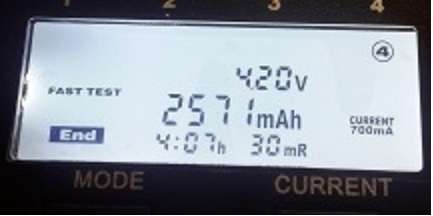 1 2 3 4
4
4.20V
FAST TEST
2571mAh
CURRENT
700mA
End
4:07h 30mR
MODE CURRENT